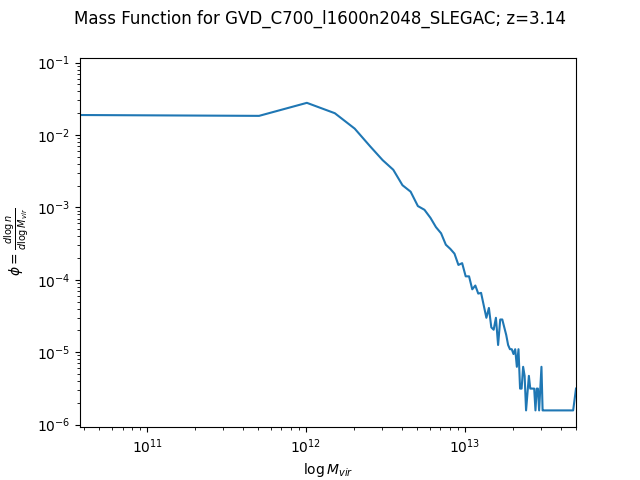 Mass Function for GVD_C700_l1600n2048_SLEGAC; z=3.14
10⁻¹
10⁻²
10⁻³
10⁻⁴
10⁻⁵
10⁻⁶
ϕ = d log n / d log M_vir
10¹¹ 10¹² 10¹³
log M_vir